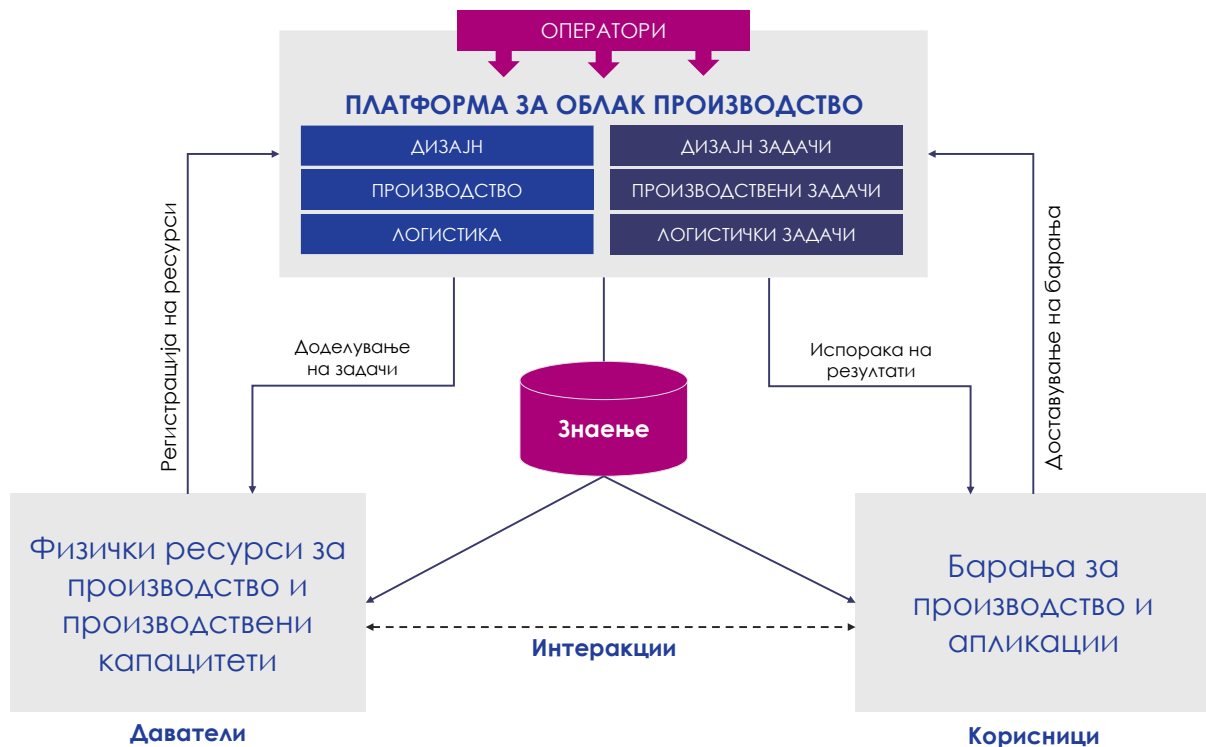 ОПЕРАТОРИ
ПЛАТФОРМА ЗА ОБЛАК ПРОИЗВОДСТВО
ДИЗАЈН
ДИЗАЈН ЗАДАЧИ
ПРОИЗВОДСТВО
ПРОИЗВОДСТВЕНИ ЗАДАЧИ
ЛОГИСТИКА
ЛОГИСТИЧКИ ЗАДАЧИ
Регистрација на ресурси
Доделување
на задачи
Испорака на
резултати
Доставување на барања
Знаење
Физички ресурси за
производство и
производствени
капацитети
Барања за
производство и
апликации
Интеракции
Даватели
Корисници